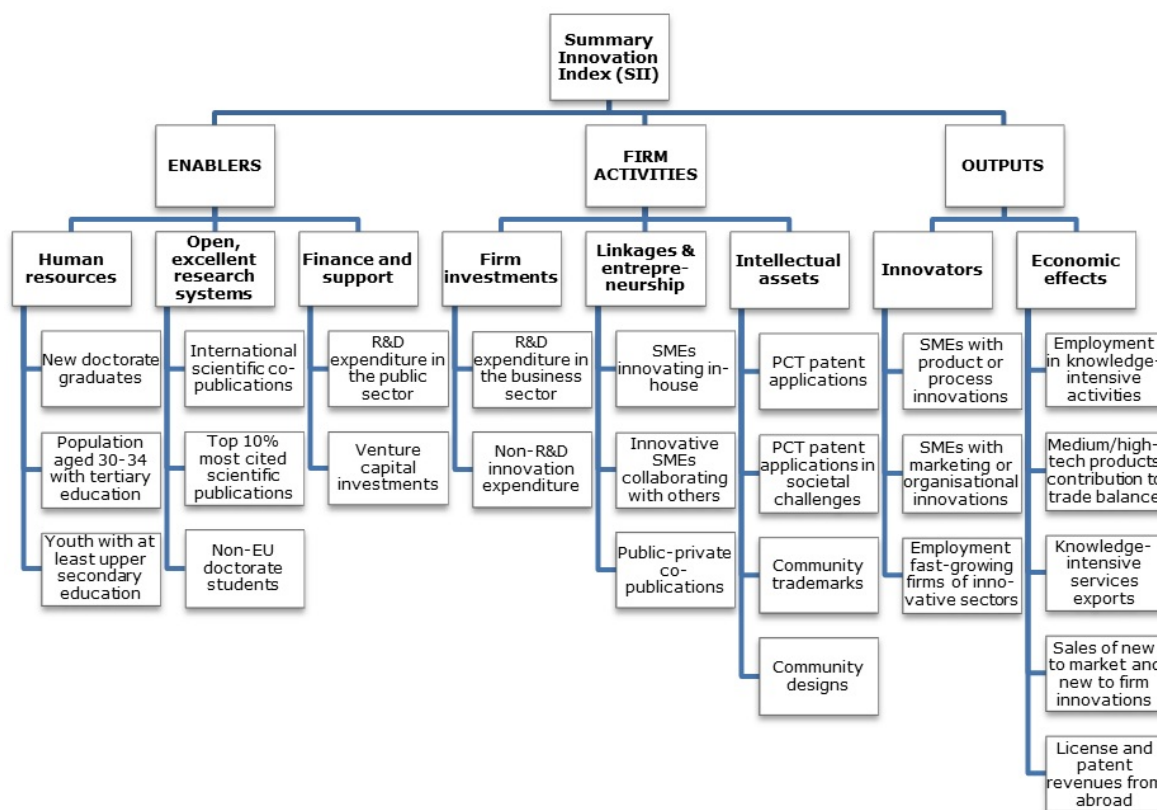 Summary
Innovation
Index (SII)
ENABLERS
FIRM
ACTIVITIES
OUTPUTS
Human
resources
Open,
excellent
research
systems
Finance and
support
Firm
investments
Linkages &
entrepre-
neurship
Intellectual
assets
Innovators
Economic
effects
New doctorate
graduates
Population
aged 30-34
with tertiary
education
Youth with at
least upper
secondary
education
International
scientific co-
publications
Top 10%
most cited
scientific
publications
Non-EU
doctorate
students
R&D
expenditure in
the public
sector
Venture
capital
investments
R&D
expenditure in
the business
sector
Non-R&D
innovation
expenditure
SMEs
innovating in-
house
Innovative
SMEs
collaborating
with others
Public-private
co-
publications
PCT patent
applications
PCT patent
applications in
societal
challenges
Community
trademarks
Community
designs
SMEs with
product or
process
innovations
SMEs with
marketing or
organisational
innovations
Employment
fast-growing
firms of inno-
vative sectors
Employment
in knowledge-
intensive
activities
Medium/high-
tech products
contribution to
trade balance
Knowledge-
intensive
services
exports
Sales of new
to market and
new to firm
innovations
License and
patent
revenues from
abroad